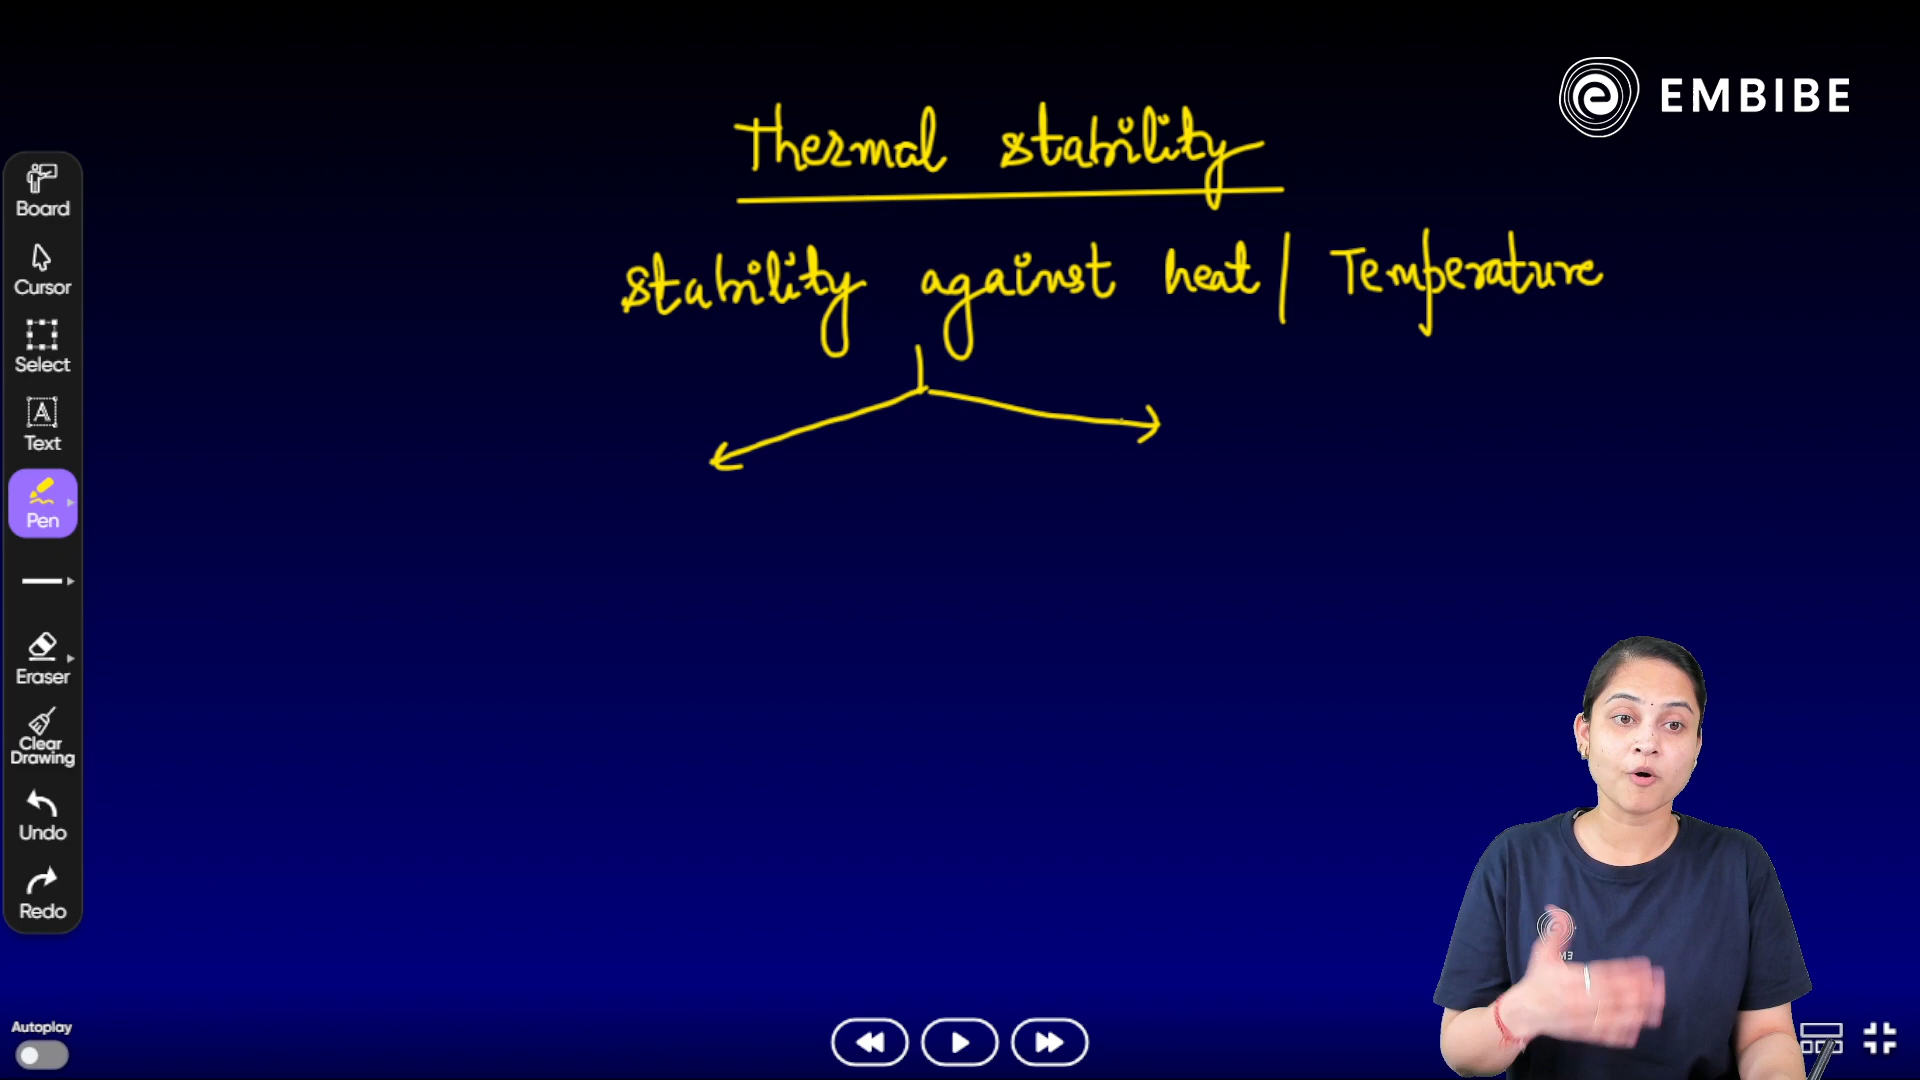 EMBIBE
Thermal stability
stability against heat / Temperature
Board
Cursor
Select
Text
Pen
Eraser
Clear
Drawing
Undo
Redo
Autoplay